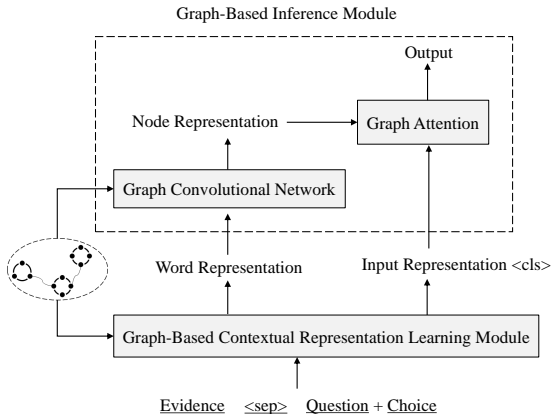 Graph-Based Inference Module
Output
Node Representation
Graph Attention
Graph Convolutional Network
Word Representation
Input Representation <cls>
Graph-Based Contextual Representation Learning Module
Evidence <sep> Question + Choice